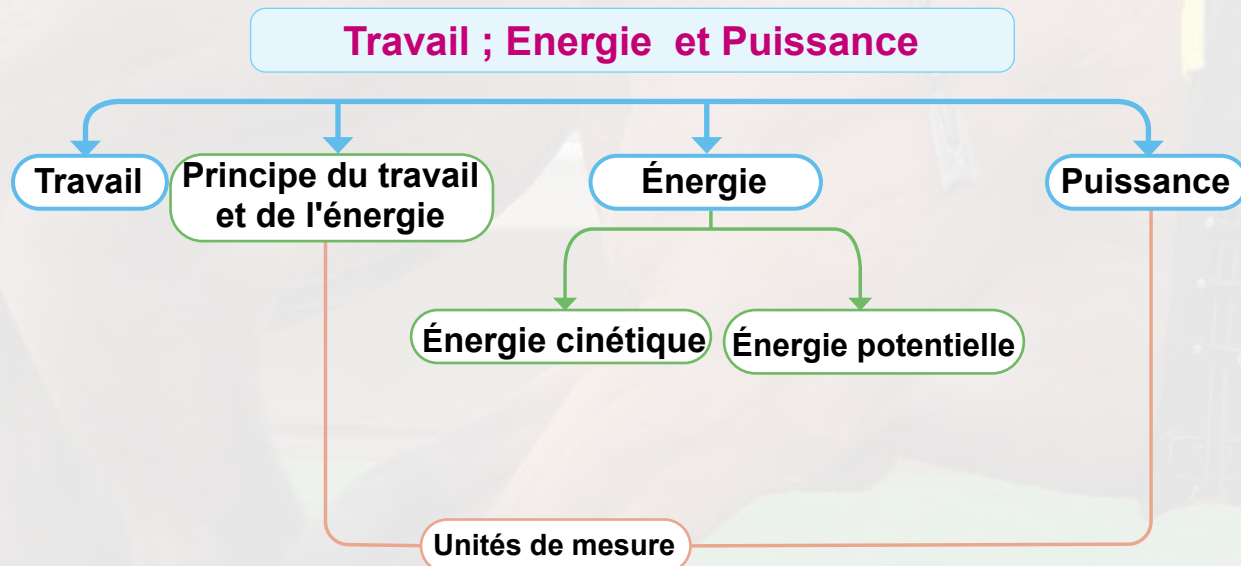 Travail ; Energie et Puissance
Travail
Principe du travail
et de l'énergie
Énergie
Puissance
Énergie cinétique
Énergie potentielle
Unités de mesure